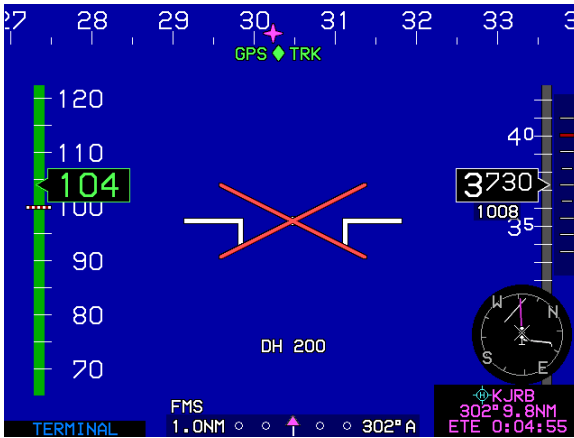 27 28 29 30 31 32 33 3
GPS TRK
120
110
104
100
90
80
70
40
3730
1008
35
DH 200
W N
S E
FMS
1.0NM 302° A
TERMINAL
H KJRB
302° 9.8NM
ETE 0:04:55